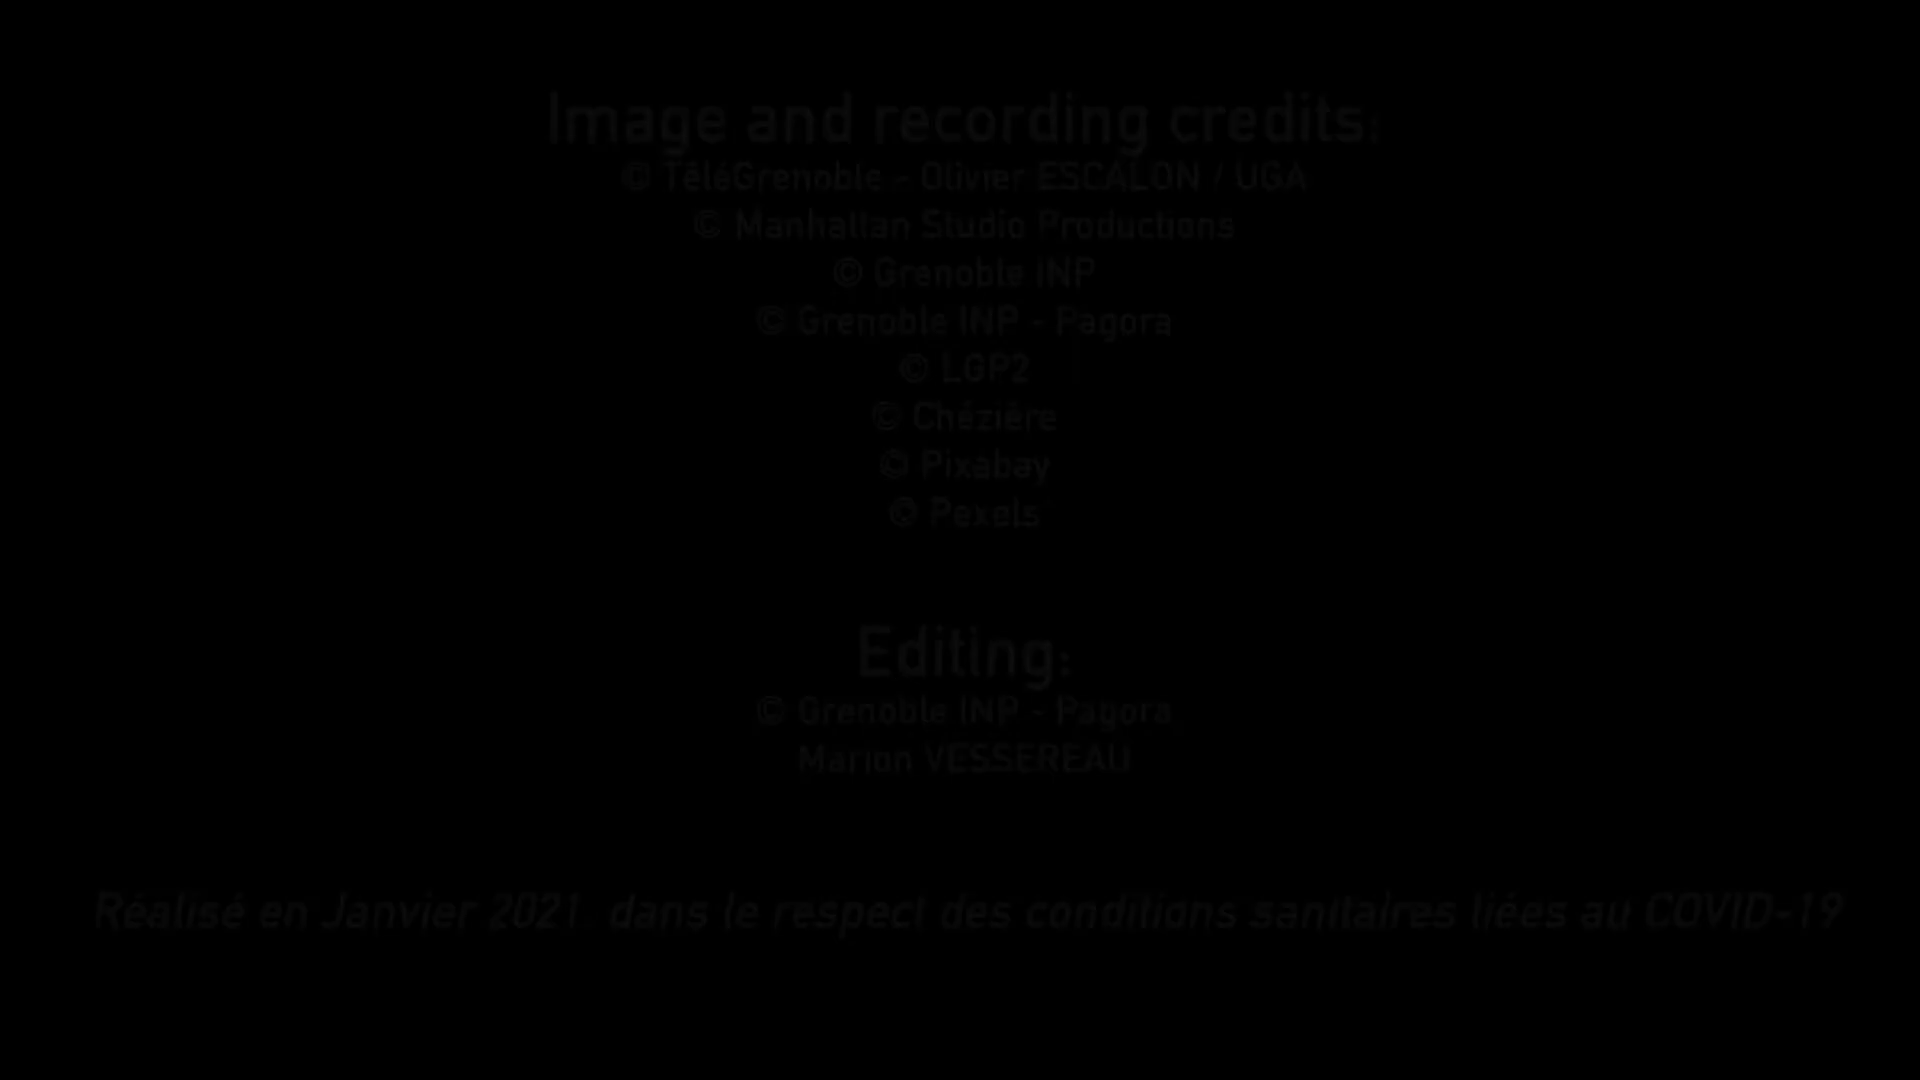 Image and recording credits:
© TéléGrenoble - Olivier ESCALON / UGA
© Manhattan Studio Productions
© Grenoble INP
© Grenoble INP - Pagora
© LGP2
© Chézière
© Pixabay
© Pexels
Editing:
© Grenoble INP - Pagora
Marion VESSEREAU
Réalisé en Janvier 2021. dans le respect des conditions sanitaires liées au COVID-19